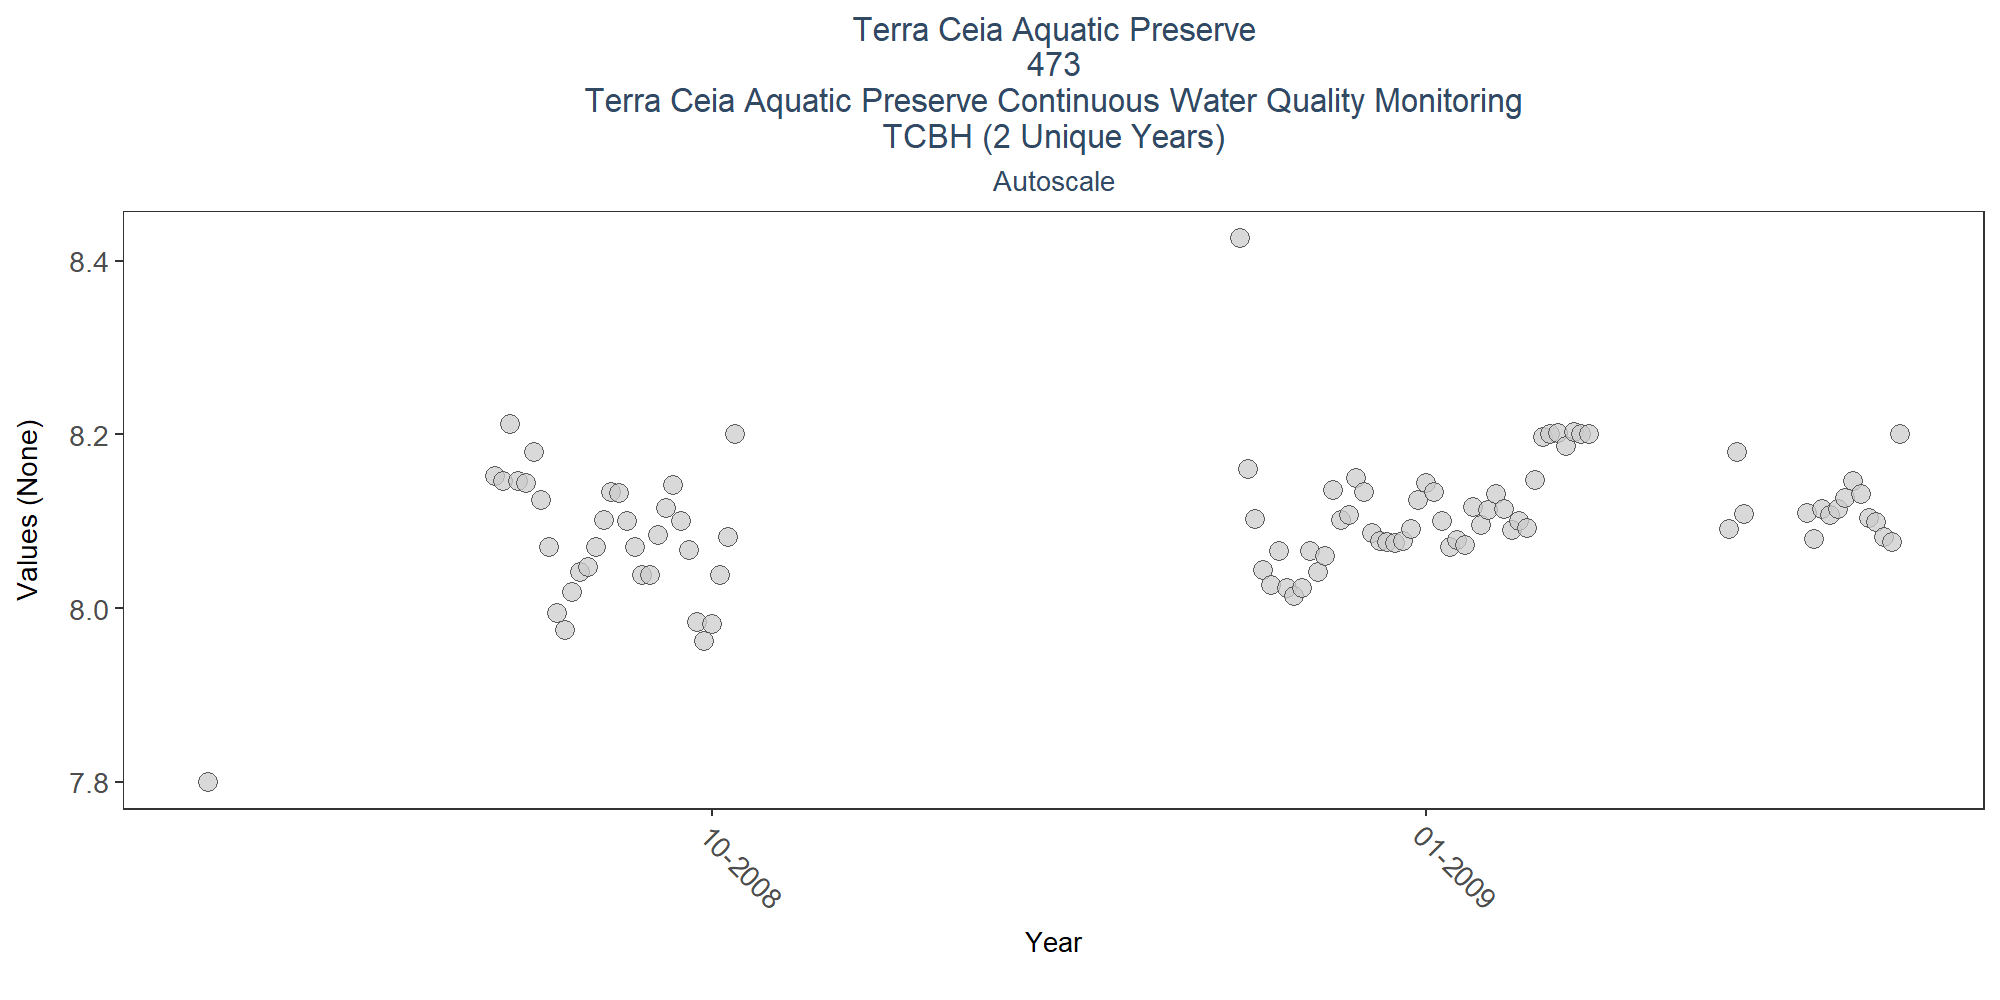 Terra Ceia Aquatic Preserve
473
Terra Ceia Aquatic Preserve Continuous Water Quality Monitoring
TCBH (2 Unique Years)
Autoscale
8.4
8.2
8.0
7.8
Values (None)
10-2008
01-2009
Year